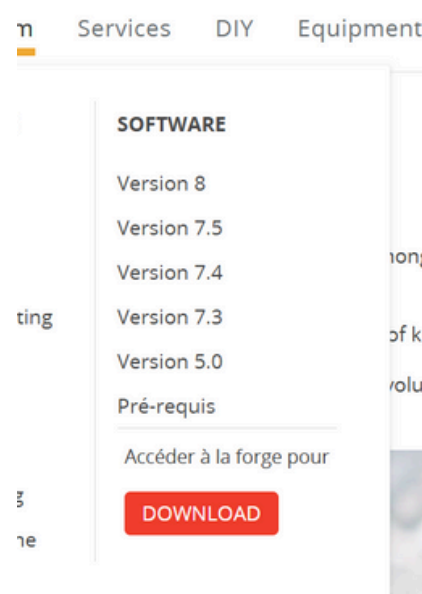 Services DIY Equipment
SOFTWARE
Version 8
Version 7.5
Version 7.4
Version 7.3
Version 5.0
Pré-requis
Accéder à la forge pour
DOWNLOAD